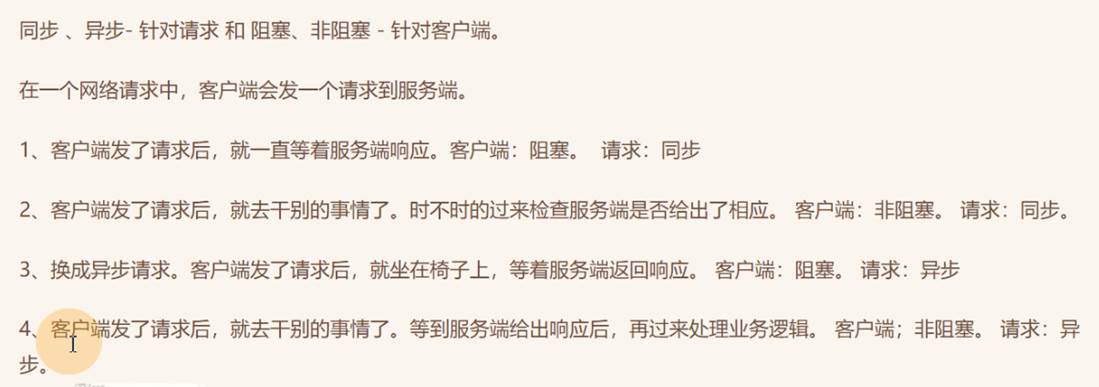 同步 、异步- 针对请求 和 阻塞、非阻塞 - 针对客户端。
在一个网络请求中，客户端会发一个请求到服务端。
1、客户端发了请求后，就一直等着服务端响应。客户端：阻塞。 请求：同步
2、客户端发了请求后，就去干别的事情了。时不时的过来检查服务端是否给出了相应。 客户端：非阻塞。 请求：同步。
3、换成异步请求。客户端发了请求后，就坐在椅子上，等着服务端返回响应。 客户端：阻塞。 请求：异步
4、客户端发了请求后，就去干别的事情了。等到服务端给出响应后，再过来处理业务逻辑。 客户端；非阻塞。 请求：异
步。